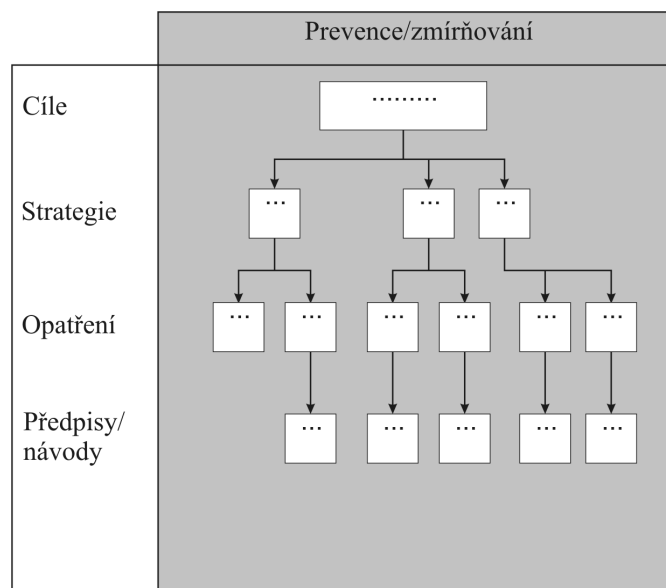 Prevence/zmírňování
Cíle
.........
Strategie
... ... ...
Opatření
... ... ... ... ... ...
Předpisy/
návody
... ... ... ... ...